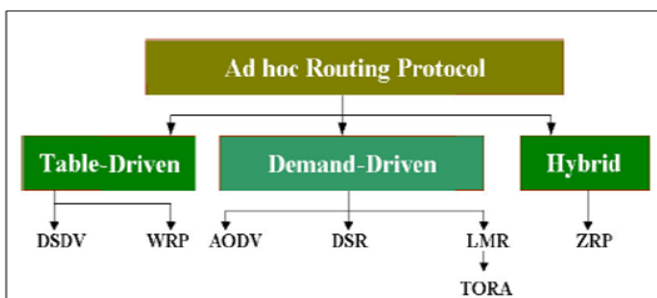 Ad hoc Routing Protocol
Table-Driven Demand-Driven Hybrid
DSDV WRP AODV DSR LMR ZRP
TORA